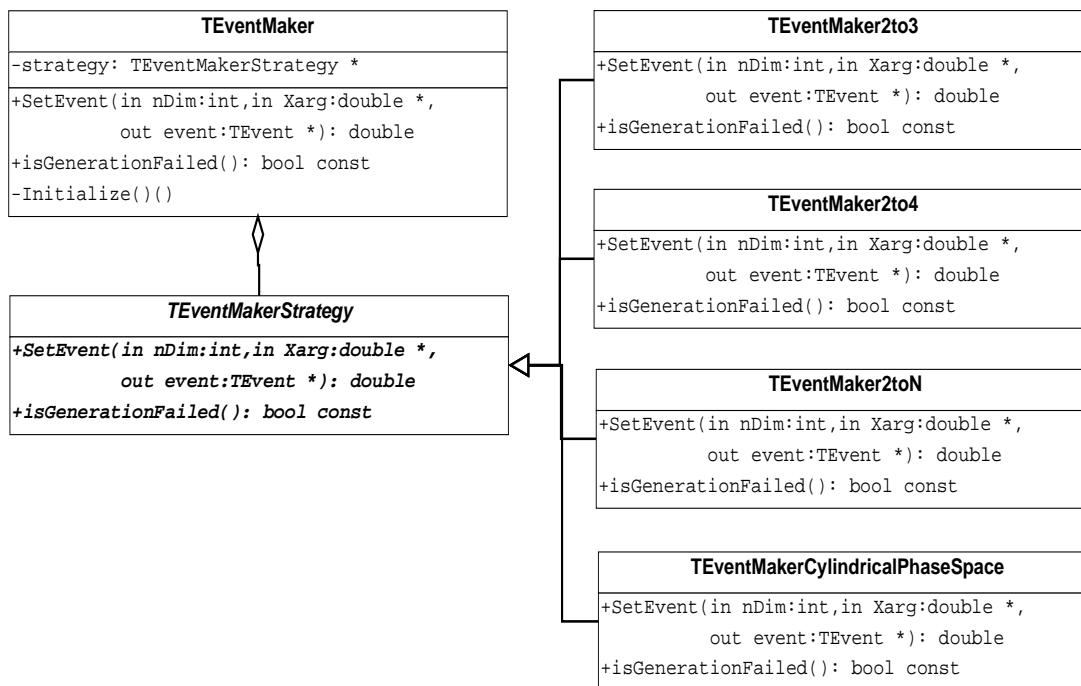 TEventMaker
-strategy: TEventMakerStrategy *
+SetEvent(in nDim:int,in Xarg:double *,
out event:TEvent *): double
+isGenerationFailed(): bool const
-Initialize()()
TEventMakerStrategy
+SetEvent(in nDim:int,in Xarg:double *,
out event:TEvent *): double
+isGenerationFailed(): bool const
TEventMaker2to3
+SetEvent(in nDim:int,in Xarg:double *,
out event:TEvent *): double
+isGenerationFailed(): bool const
TEventMaker2to4
+SetEvent(in nDim:int,in Xarg:double *,
out event:TEvent *): double
+isGenerationFailed(): bool const
TEventMaker2toN
+SetEvent(in nDim:int,in Xarg:double *,
out event:TEvent *): double
+isGenerationFailed(): bool const
TEventMakerCylindricalPhaseSpace
+SetEvent(in nDim:int,in Xarg:double *,
out event:TEvent *): double
+isGenerationFailed(): bool const